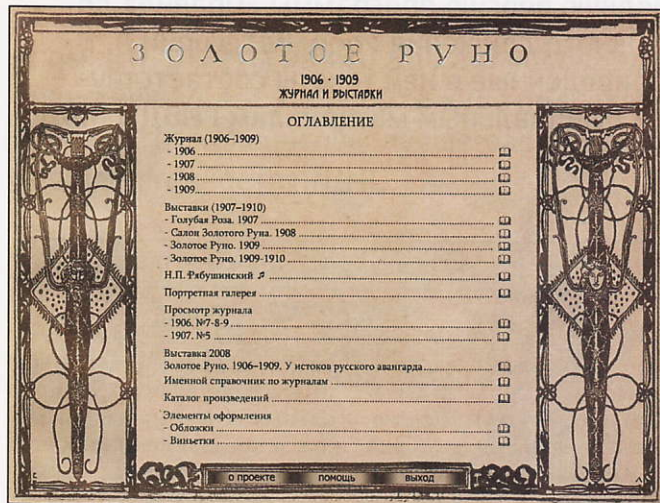 ЗОЛОТОЕ РУНО
1906 · 1909
ЖУРНАЛ И ВЫСТАВКИ
ОГЛАВЛЕНИЕ
Журнал (1906–1909)
- 1906
- 1907
- 1908
- 1909
Выставки (1907–1910)
- Голубая Роза. 1907
- Салон Золотого Руна. 1908
- Золотое Руно. 1909
- Золотое Руно. 1909-1910
Н.П. Рябушинский
Портретная галерея
Просмотр журнала
- 1906. №7-8-9
- 1907. №5
Выставка 2008
Золотое Руно. 1906–1909. У истоков русского авангарда
Именной справочник по журналам
Каталог произведений
Элементы оформления
- Обложки
- Виньетки
о проекте помощь выход